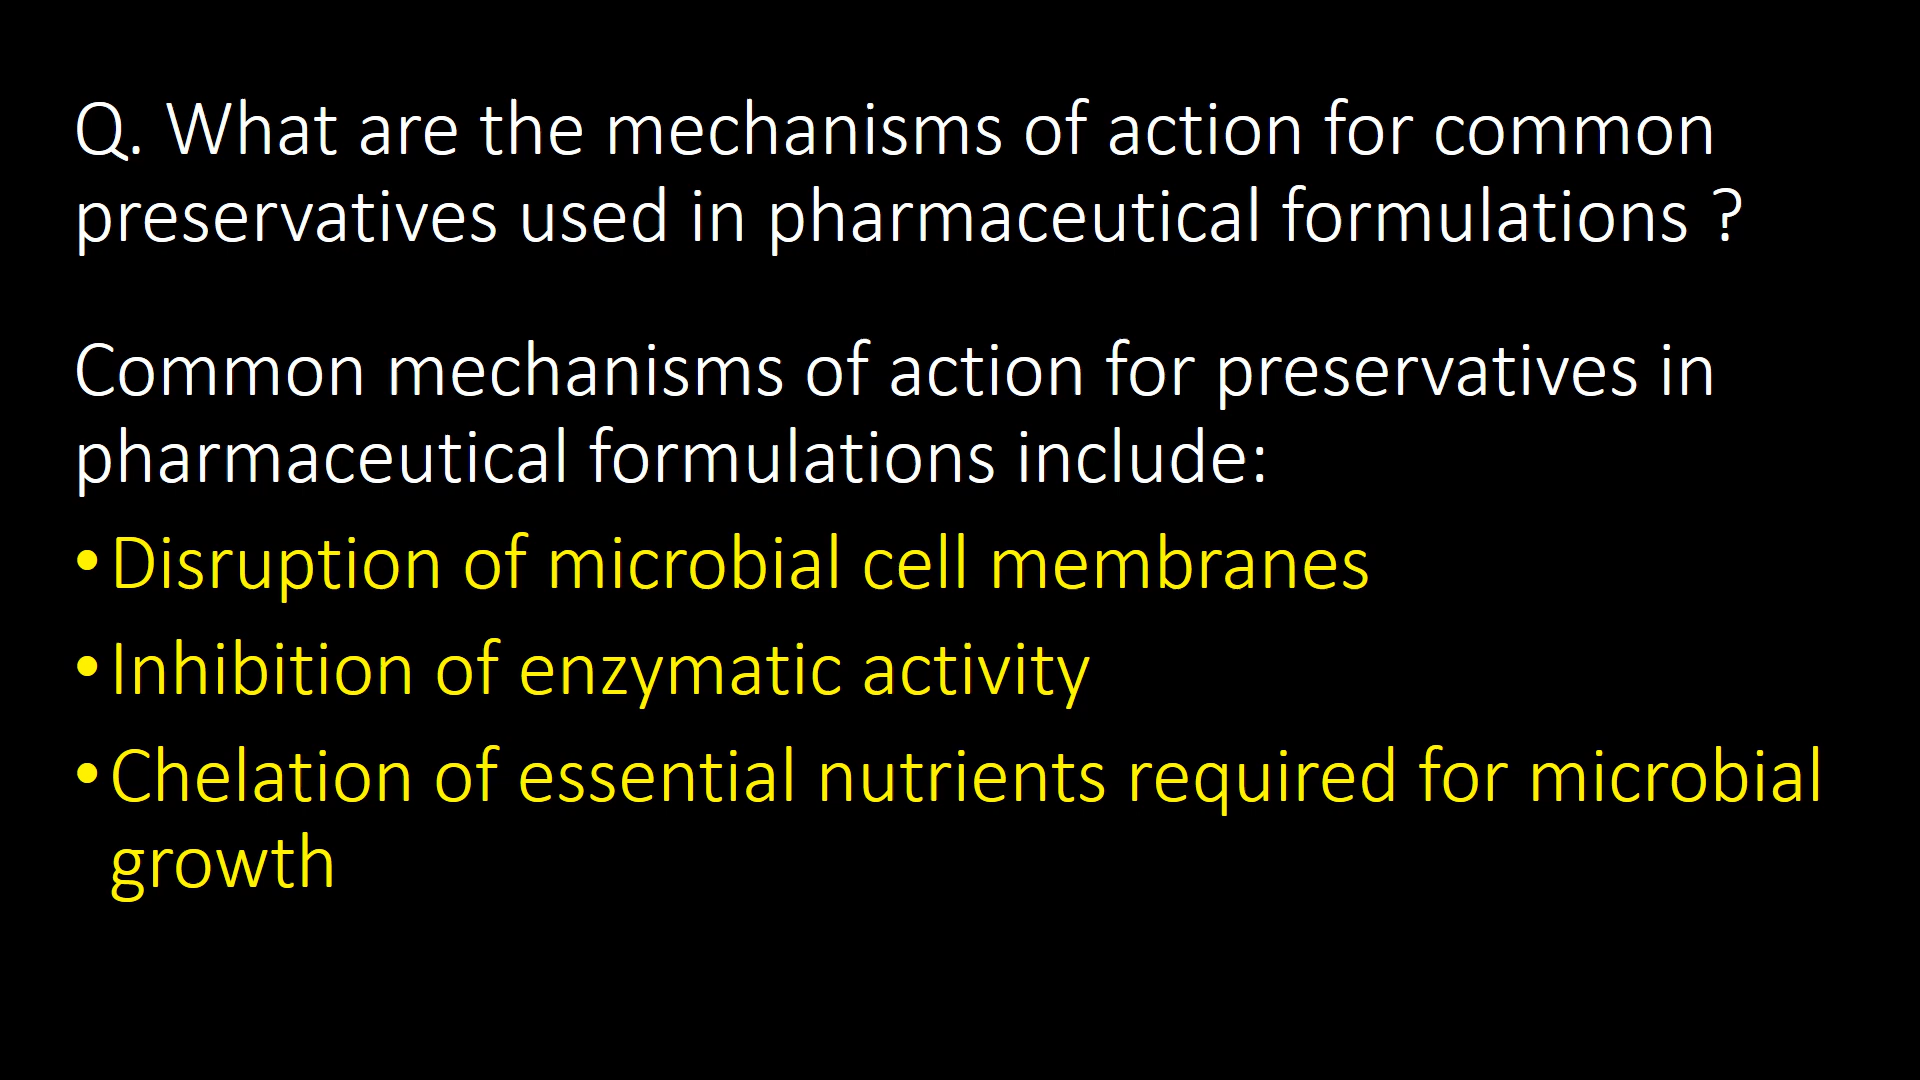 Q. What are the mechanisms of action for common
preservatives used in pharmaceutical formulations ?
Common mechanisms of action for preservatives in
pharmaceutical formulations include:
•Disruption of microbial cell membranes
•Inhibition of enzymatic activity
•Chelation of essential nutrients required for microbial
growth